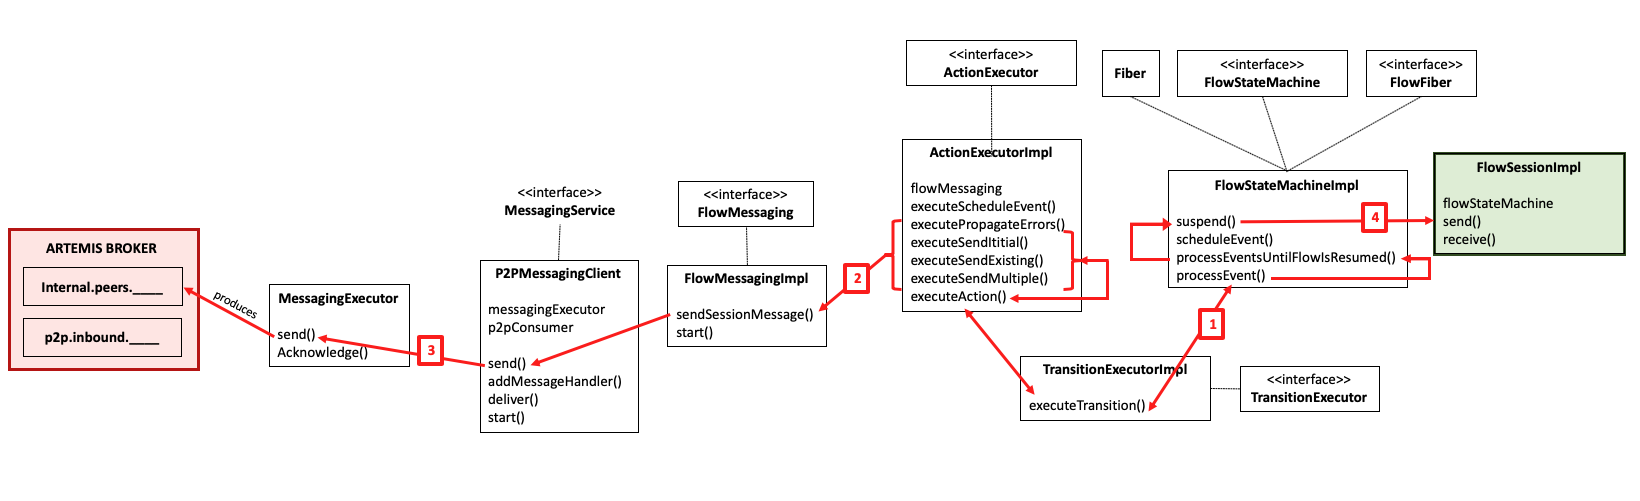 <<interface>>
ActionExecutor
Fiber
<<interface>>
FlowStateMachine
<<interface>>
FlowFiber
ActionExecutorImpl
flowMessaging
executeScheduleEvent()
executePropagateErrors()
executeSendItitial()
executeSendExisting()
executeSendMultiple()
executeAction()
FlowStateMachineImpl
suspend()
scheduleEvent()
processEventsUntilFlowIsResumed()
processEvent()
4
FlowSessionImpl
flowStateMachine
send()
receive()
<<interface>>
MessagingService
<<interface>>
FlowMessaging
ARTEMIS BROKER
Internal.peers._____
p2p.inbound._____
produces
MessagingExecutor
send()
Acknowledge()
3
P2PMessagingClient
messagingExecutor
p2pConsumer
send()
addMessageHandler()
deliver()
start()
FlowMessagingImpl
sendSessionMessage()
start()
2
1
TransitionExecutorImpl
executeTransition()
<<interface>>
TransitionExecutor